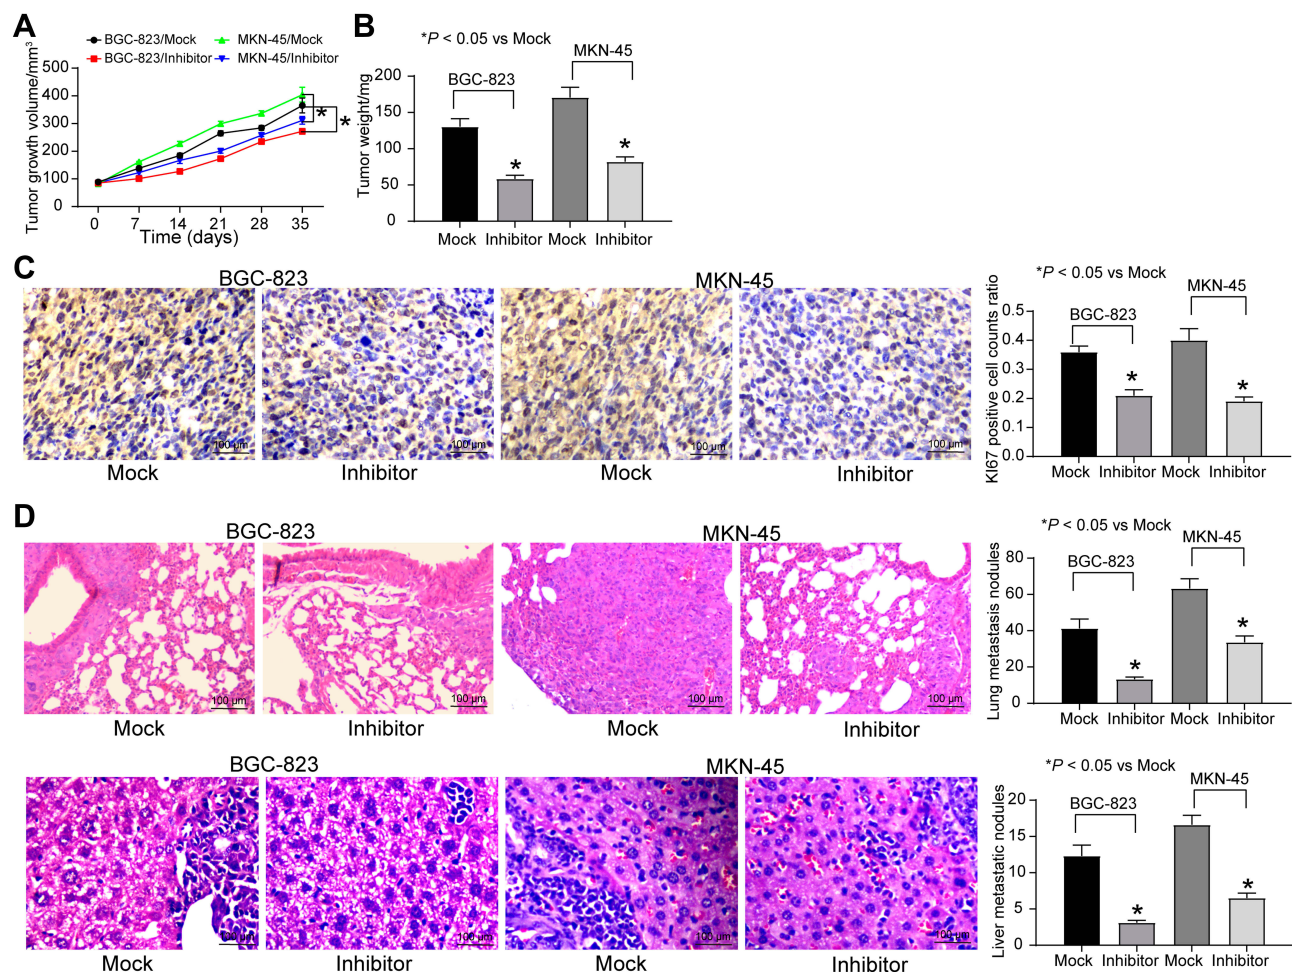 A
BGC-823/Mock
MKN-45/Mock
BGC-823/Inhibitor
MKN-45/Inhibitor
Tumor growth volume/mm³
500
400
300
200
100
0
*
*
0 7 14 21 28 35
Time (days)
B
*P < 0.05 vs Mock
MKN-45
BGC-823
Tumor weight/mg
200
150
100
50
0
*
*
Mock Inhibitor Mock Inhibitor
C
BGC-823
MKN-45
100 µm
100 µm
100 µm
100 µm
Mock
Inhibitor
Mock
Inhibitor
*P < 0.05 vs Mock
MKN-45
BGC-823
KI67 postive cell counts ratio
0.5
0.4
0.3
0.2
0.1
0.0
*
*
Mock Inhibitor Mock Inhibitor
D
BGC-823
MKN-45
100 µm
100 µm
100 µm
100 µm
Mock
Inhibitor
Mock
Inhibitor
*P < 0.05 vs Mock
MKN-45
BGC-823
Lung metastasis nodules
80
60
40
20
0
*
*
Mock Inhibitor Mock Inhibitor
BGC-823
MKN-45
100 µm
100 µm
100 µm
Mock
Inhibitor
Mock
Inhibitor
*P < 0.05 vs Mock
MKN-45
BGC-823
Liver metastatic nodules
20
15
10
5
0
*
*
Mock Inhibitor Mock Inhibitor